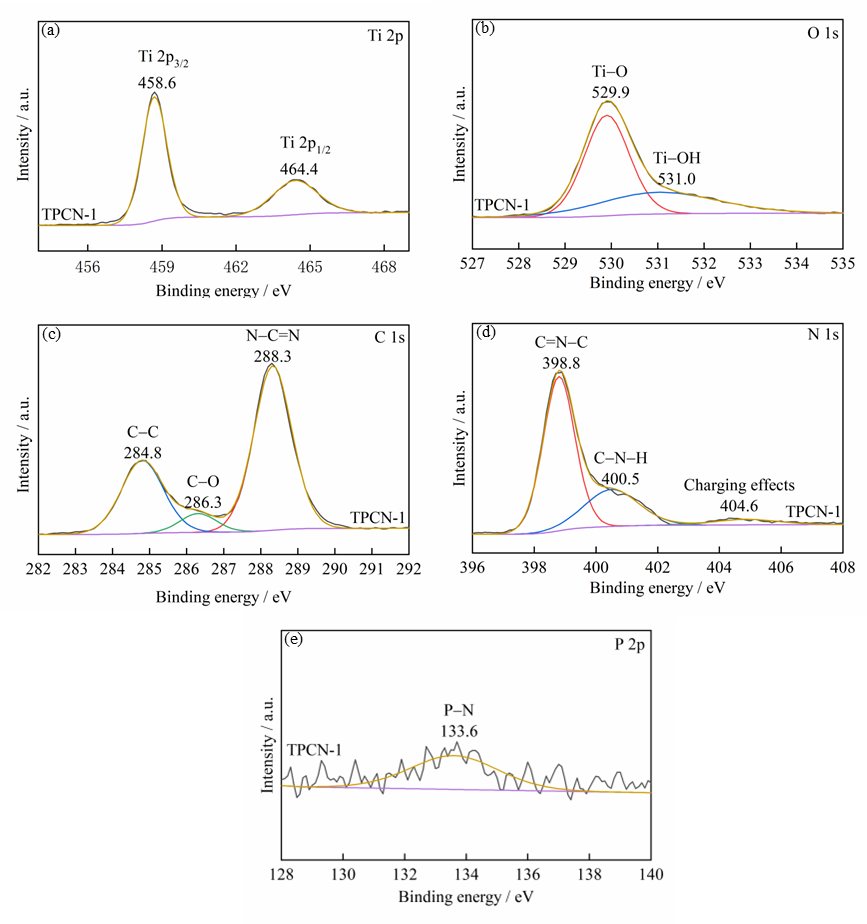 (a)
Ti 2p
Ti 2p3/2
458.6
Ti 2p1/2
464.4
TPCN-1
Intensity / a.u.
456 459 462 465 468
Binding energy / eV
(b)
O 1s
Ti–O
529.9
Ti–OH
531.0
TPCN-1
Intensity / a.u.
527 528 529 530 531 532 533 534 535
Binding energy / eV
(c)
C 1s
N–C=N
288.3
C–C
284.8
C–O
286.3
TPCN-1
Intensity / a.u.
282 283 284 285 286 287 288 289 290 291 292
Binding energy / eV
(d)
N 1s
C=N–C
398.8
C–N–H
400.5
Charging effects
404.6
TPCN-1
Intensity / a.u.
396 398 400 402 404 406 408
Binding energy / eV
(e)
P 2p
P–N
133.6
TPCN-1
Intensity / a.u.
128 130 132 134 136 138 140
Binding energy / eV